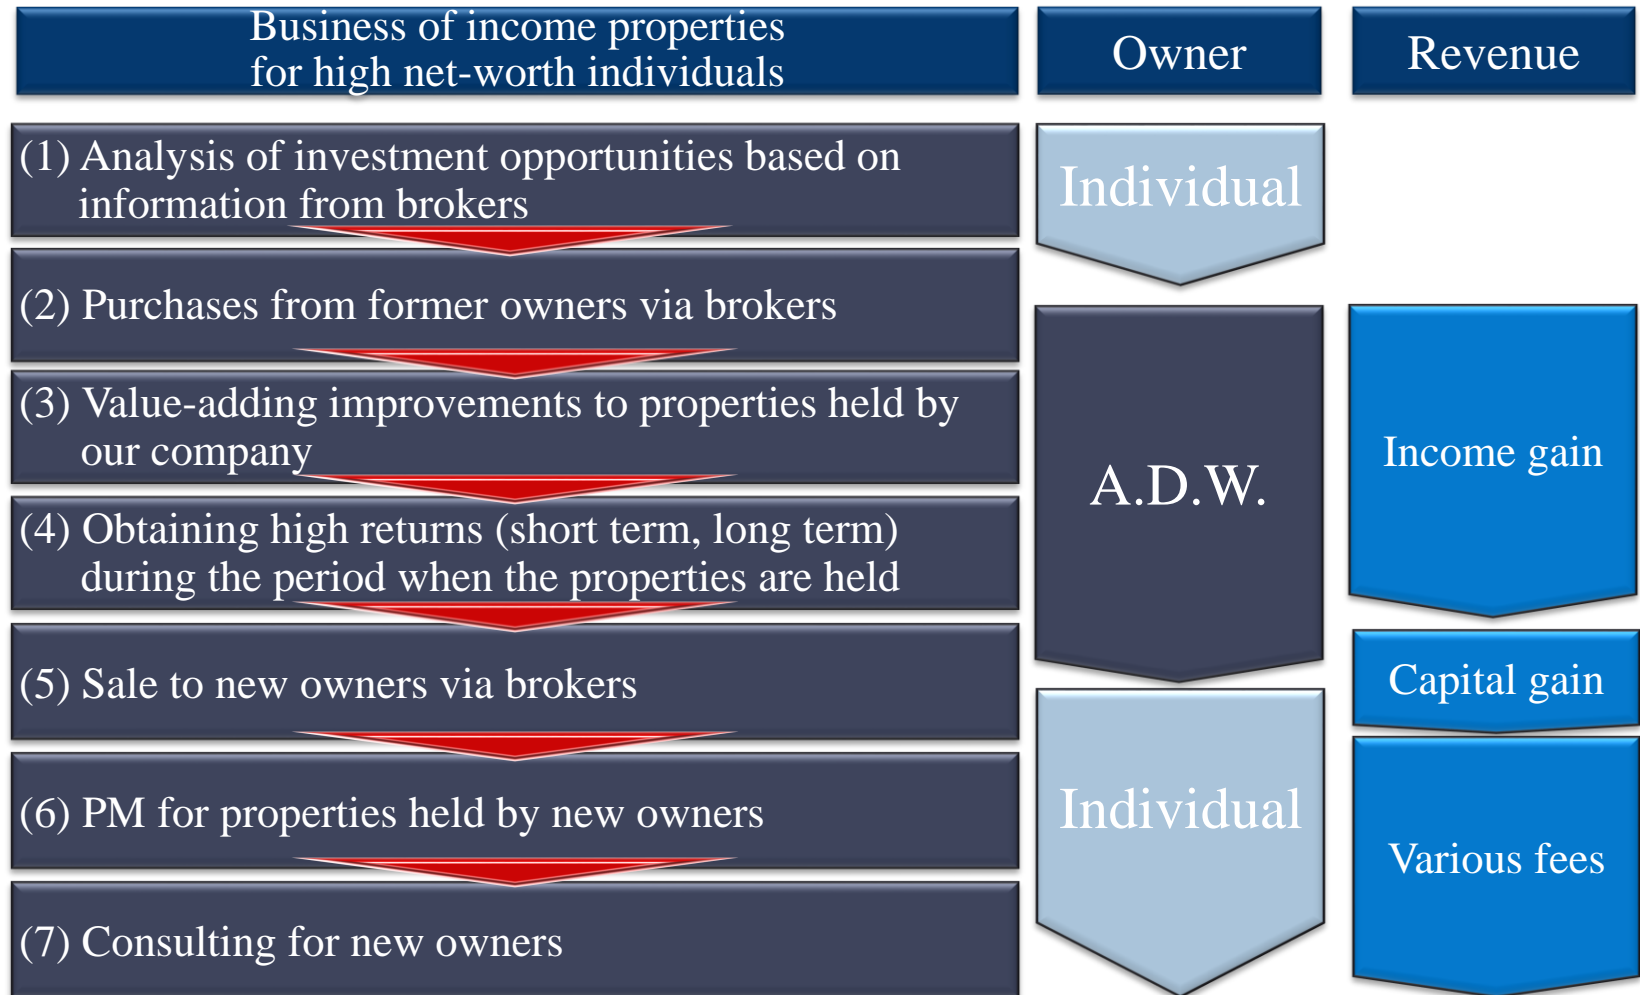 Business of income properties
for high net-worth individuals
Owner
Revenue
(1) Analysis of investment opportunities based on
information from brokers
Individual
(2) Purchases from former owners via brokers
(3) Value-adding improvements to properties held by
our company
(4) Obtaining high returns (short term, long term)
during the period when the properties are held
A.D.W.
Income gain
(5) Sale to new owners via brokers
Capital gain
(6) PM for properties held by new owners
Individual
Various fees
(7) Consulting for new owners